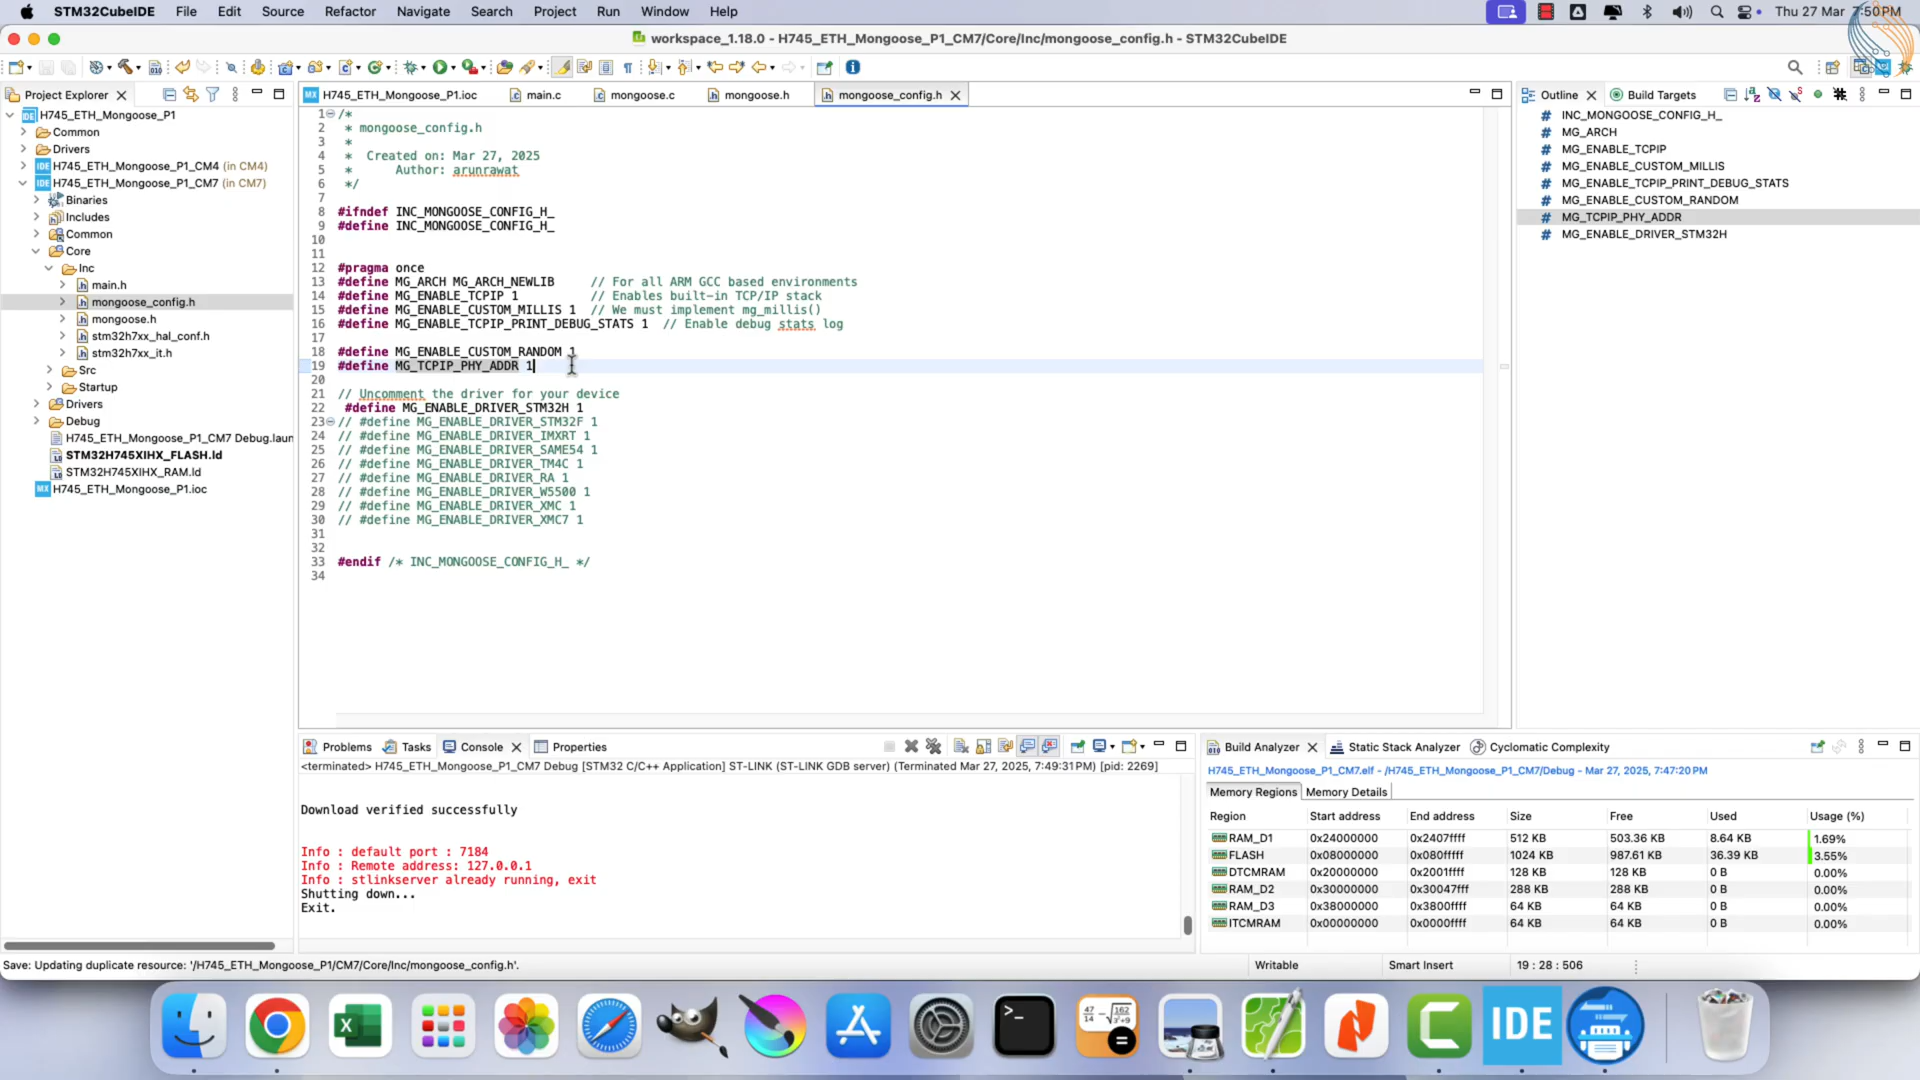 STM32CubeIDE File Edit Source Refactor Navigate Search Project Run Window Help Thu 27 Mar 7:50PM
workspace_1.18.0 - H745_ETH_Mongoose_P1_CM7/Core/Inc/mongoose_config.h - STM32CubeIDE
Project Explorer
H745_ETH_Mongoose_P1
Common
Drivers
H745_ETH_Mongoose_P1_CM4 (in CM4)
H745_ETH_Mongoose_P1_CM7 (in CM7)
Binaries
Includes
Common
Core
Inc
main.h
mongoose_config.h
mongoose.h
stm32h7xx_hal_conf.h
stm32h7xx_it.h
Src
Startup
Drivers
Debug
H745_ETH_Mongoose_P1_CM7 Debug.laun
STM32H745XIHX_FLASH.ld
STM32H745XIHX_RAM.ld
H745_ETH_Mongoose_P1.ioc
H745_ETH_Mongoose_P1.ioc main.c mongoose.c mongoose.h mongoose_config.h
1 /*
2 * mongoose_config.h
3 *
4 * Created on: Mar 27, 2025
5 * Author: arunrawat
6 */
7
8 #ifndef INC_MONGOOSE_CONFIG_H_
9 #define INC_MONGOOSE_CONFIG_H_
10
11
12 #pragma once
13 #define MG_ARCH MG_ARCH_NEWLIB // For all ARM GCC based environments
14 #define MG_ENABLE_TCPIP 1 // Enables built-in TCP/IP stack
15 #define MG_ENABLE_CUSTOM_MILLIS 1 // We must implement mg_millis()
16 #define MG_ENABLE_TCPIP_PRINT_DEBUG_STATS 1 // Enable debug stats log
17
18 #define MG_ENABLE_CUSTOM_RANDOM 1
19 #define MG_TCPIP_PHY_ADDR 1
20
21 // Uncomment the driver for your device
22 #define MG_ENABLE_DRIVER_STM32H 1
23 // #define MG_ENABLE_DRIVER_STM32F 1
24 // #define MG_ENABLE_DRIVER_IMXRT 1
25 // #define MG_ENABLE_DRIVER_SAME54 1
26 // #define MG_ENABLE_DRIVER_TM4C 1
27 // #define MG_ENABLE_DRIVER_RA 1
28 // #define MG_ENABLE_DRIVER_W5500 1
29 // #define MG_ENABLE_DRIVER_XMC 1
30 // #define MG_ENABLE_DRIVER_XMC7 1
31
32
33 #endif /* INC_MONGOOSE_CONFIG_H_ */
34
Outline Build Targets
# INC_MONGOOSE_CONFIG_H_
# MG_ARCH
# MG_ENABLE_TCPIP
# MG_ENABLE_CUSTOM_MILLIS
# MG_ENABLE_TCPIP_PRINT_DEBUG_STATS
# MG_ENABLE_CUSTOM_RANDOM
# MG_TCPIP_PHY_ADDR
# MG_ENABLE_DRIVER_STM32H
Problems Tasks Console Properties
<terminated> H745_ETH_Mongoose_P1_CM7 Debug [STM32 C/C++ Application] ST-LINK (ST-LINK GDB server) (Terminated Mar 27, 2025, 7:49:31PM) [pid: 2269]
Download verified successfully
Info : default port : 7184
Info : Remote address: 127.0.0.1
Info : stlinkserver already running, exit
Shutting down...
Exit.
Build Analyzer Static Stack Analyzer Cyclomatic Complexity
H745_ETH_Mongoose_P1_CM7.elf - /H745_ETH_Mongoose_P1_CM7/Debug - Mar 27, 2025, 7:47:20PM
Memory Regions Memory Details
Region Start address End address Size Free Used Usage (%)
RAM_D1 0x24000000 0x2407ffff 512 KB 503.36 KB 8.64 KB 1.69%
FLASH 0x08000000 0x080fffff 1024 KB 987.61 KB 36.39 KB 3.55%
DTCMRAM 0x20000000 0x2001ffff 128 KB 128 KB 0 B 0.00%
RAM_D2 0x30000000 0x30047fff 288 KB 288 KB 0 B 0.00%
RAM_D3 0x38000000 0x3800ffff 64 KB 64 KB 0 B 0.00%
ITCMRAM 0x00000000 0x0000ffff 64 KB 64 KB 0 B 0.00%
Save: Updating duplicate resource: '/H745_ETH_Mongoose_P1/CM7/Core/Inc/mongoose_config.h'. Writable Smart Insert 19 : 28 : 506
IDE